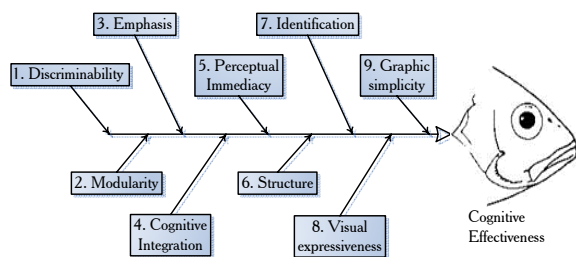 3. Emphasis
7. Identification
1. Discriminability
5. Perceptual
Immediacy
9. Graphic
simplicity
2. Modularity
6. Structure
4. Cognitive
Integration
8. Visual
expressiveness
Cognitive
Effectiveness